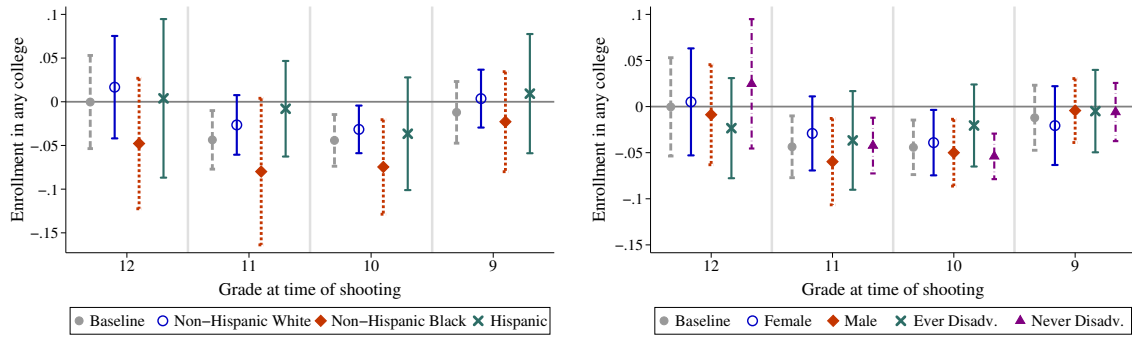 Enrollment in any college
.1
.05
0
−.05
−.1
−.15
12 11 10 9
Grade at time of shooting
Baseline Non−Hispanic White Non−Hispanic Black Hispanic
Enrollment in any college
.1
.05
0
−.05
−.1
−.15
12 11 10 9
Grade at time of shooting
Baseline Female Male Ever Disadv. Never Disadv.